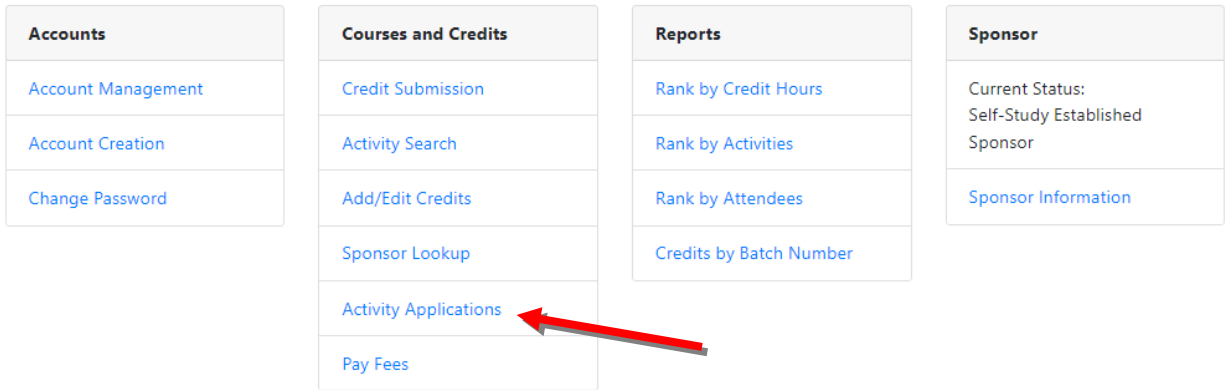 Accounts
Account Management
Account Creation
Change Password
Courses and Credits
Credit Submission
Activity Search
Add/Edit Credits
Sponsor Lookup
Activity Applications
Pay Fees
Reports
Rank by Credit Hours
Rank by Activities
Rank by Attendees
Credits by Batch Number
Sponsor
Current Status:
Self-Study Established
Sponsor
Sponsor Information